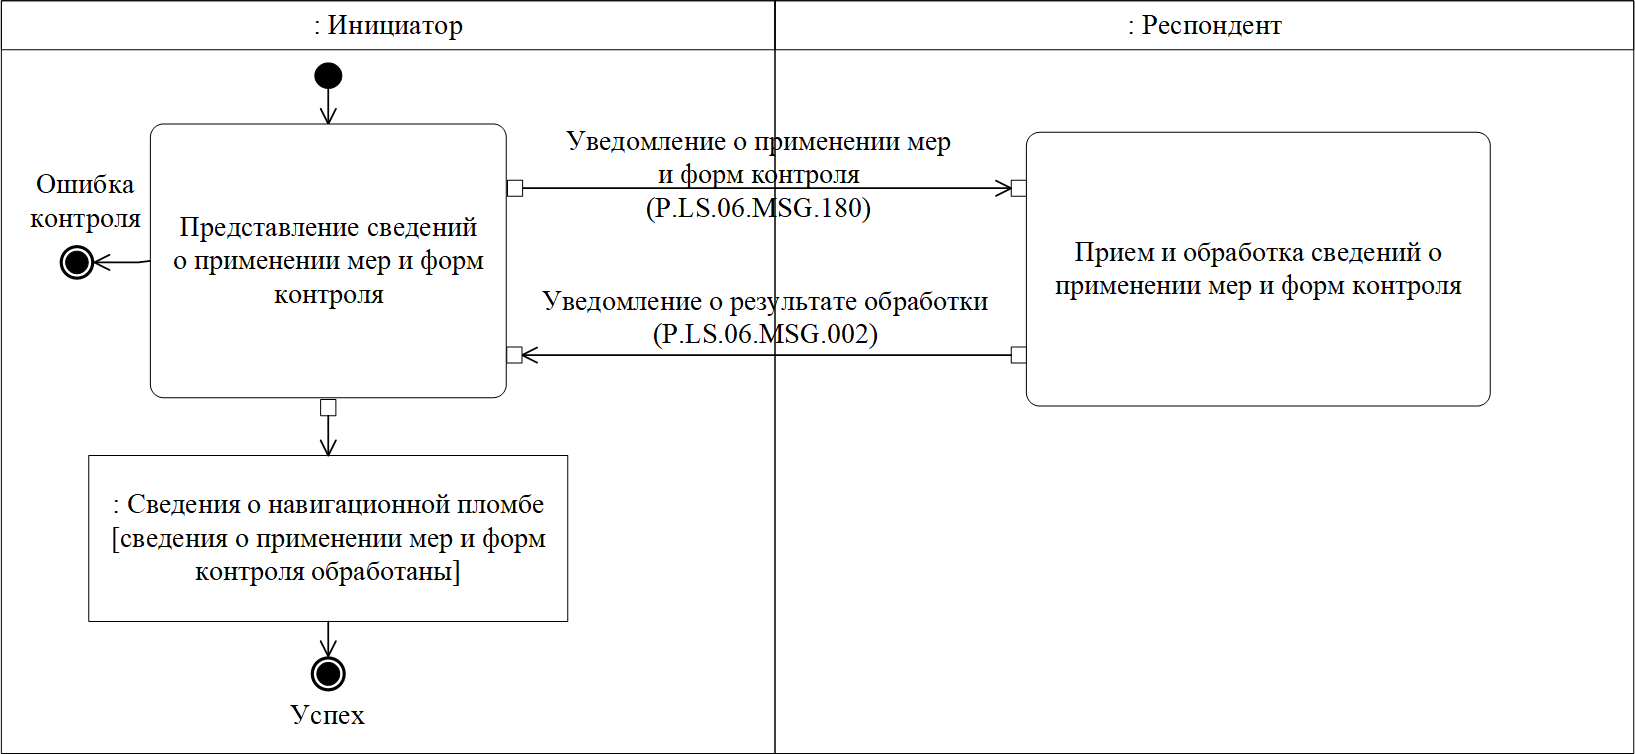 : Инициатор
: Респондент
Ошибка
контроля
Представление сведений
о применении мер и форм
контроля
Уведомление о применении мер
и форм контроля
(P.LS.06.MSG.180)
Прием и обработка сведений о
применении мер и форм контроля
Уведомление о результате обработки
(P.LS.06.MSG.002)
: Сведения о навигационной пломбе
[сведения о применении мер и форм
контроля обработаны]
Успех